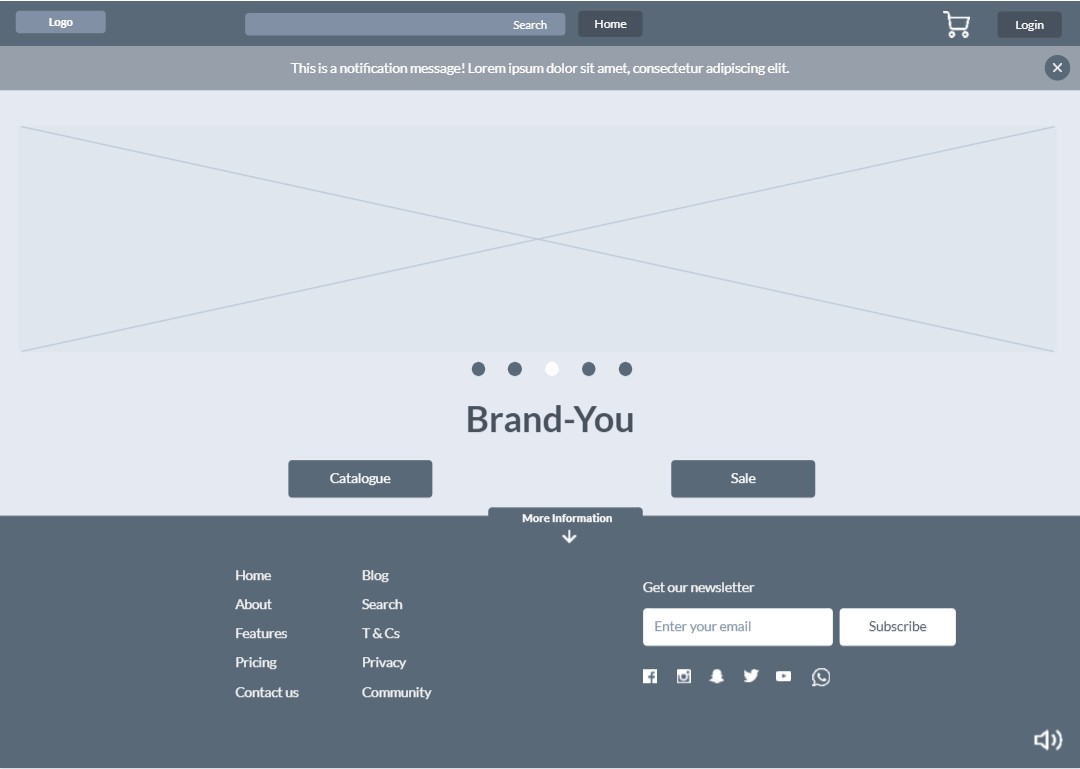 Logo
Search
Home
Login
This is a notification message! Lorem ipsum dolor sit amet, consectetur adipiscing elit.
Brand-You
Catalogue
Sale
More Information
Home
About
Features
Pricing
Contact us
Blog
Search
T & Cs
Privacy
Community
Get our newsletter
Enter your email
Subscribe